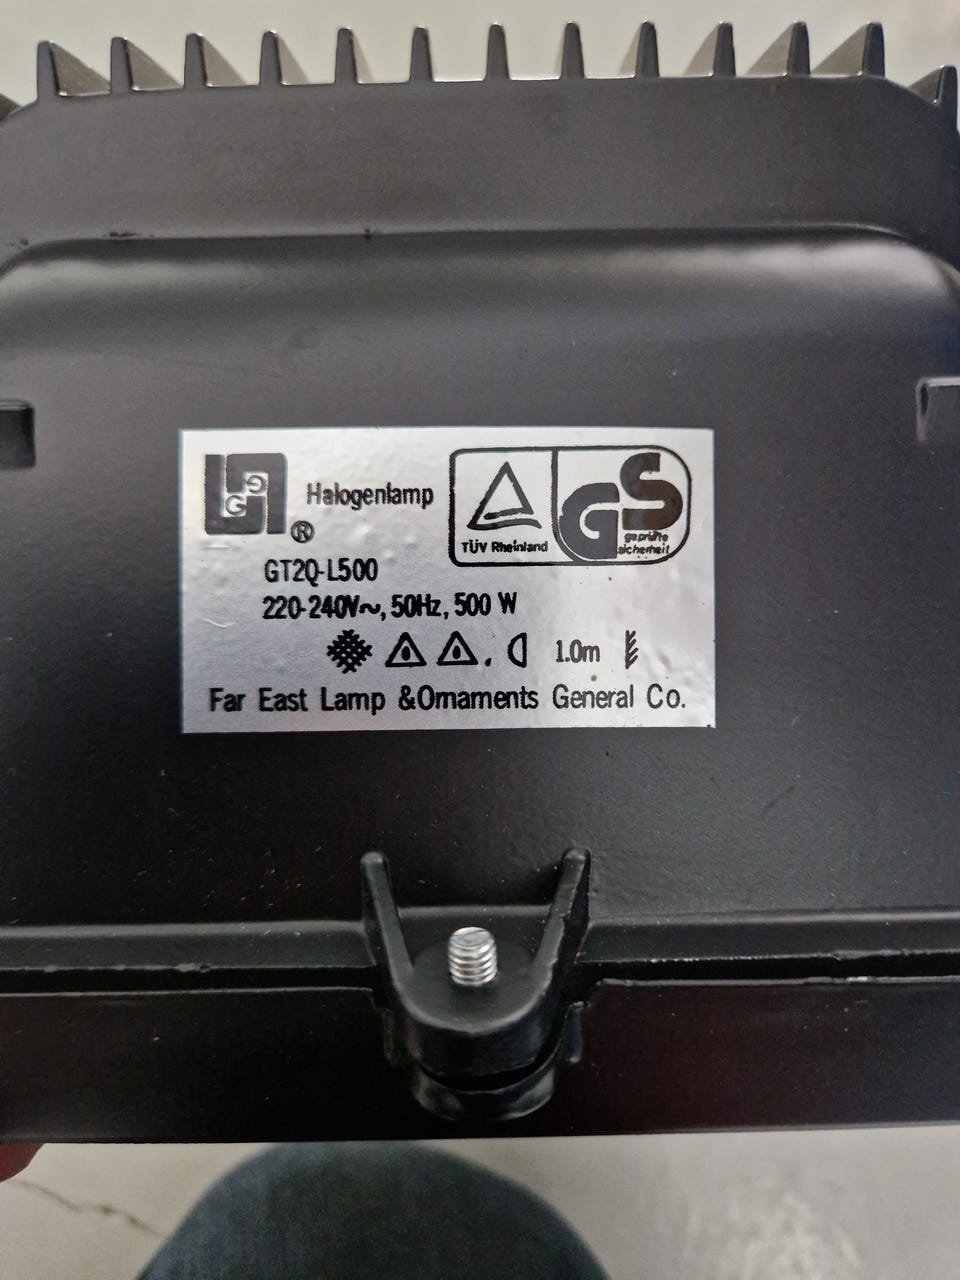 Halogenlamp
®
TÜV Rheinland
GS
geprüfte
sicherheit
GT2Q-L500
220-240V~, 50Hz, 500 W
1.0m
Far East Lamp &Ornaments General Co.